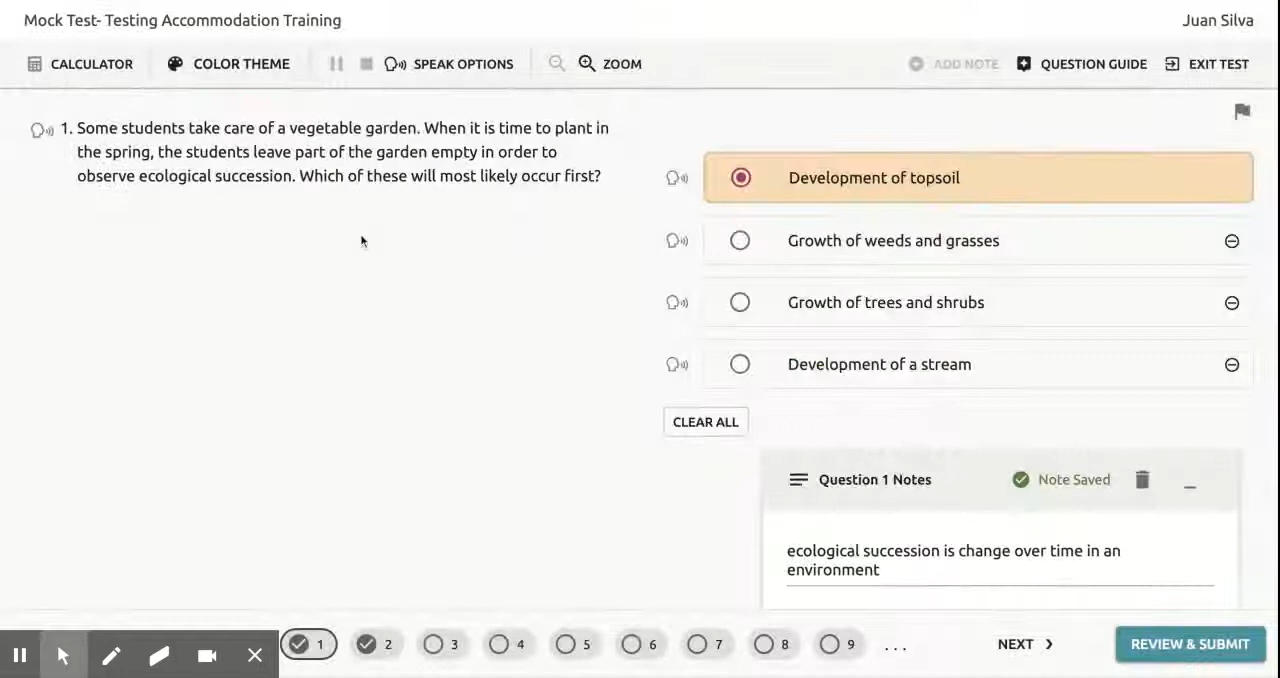 Mock Test- Testing Accommodation Training
Juan Silva
CALCULATOR
COLOR THEME
SPEAK OPTIONS
ZOOM
ADD NOTE
QUESTION GUIDE
EXIT TEST
1. Some students take care of a vegetable garden. When it is time to plant in
the spring, the students leave part of the garden empty in order to
observe ecological succession. Which of these will most likely occur first?
Development of topsoil
Growth of weeds and grasses
Growth of trees and shrubs
Development of a stream
CLEAR ALL
Question 1 Notes
Note Saved
ecological succession is change over time in an
environment
1
2
3
4
5
6
7
8
9
...
NEXT
REVIEW & SUBMIT